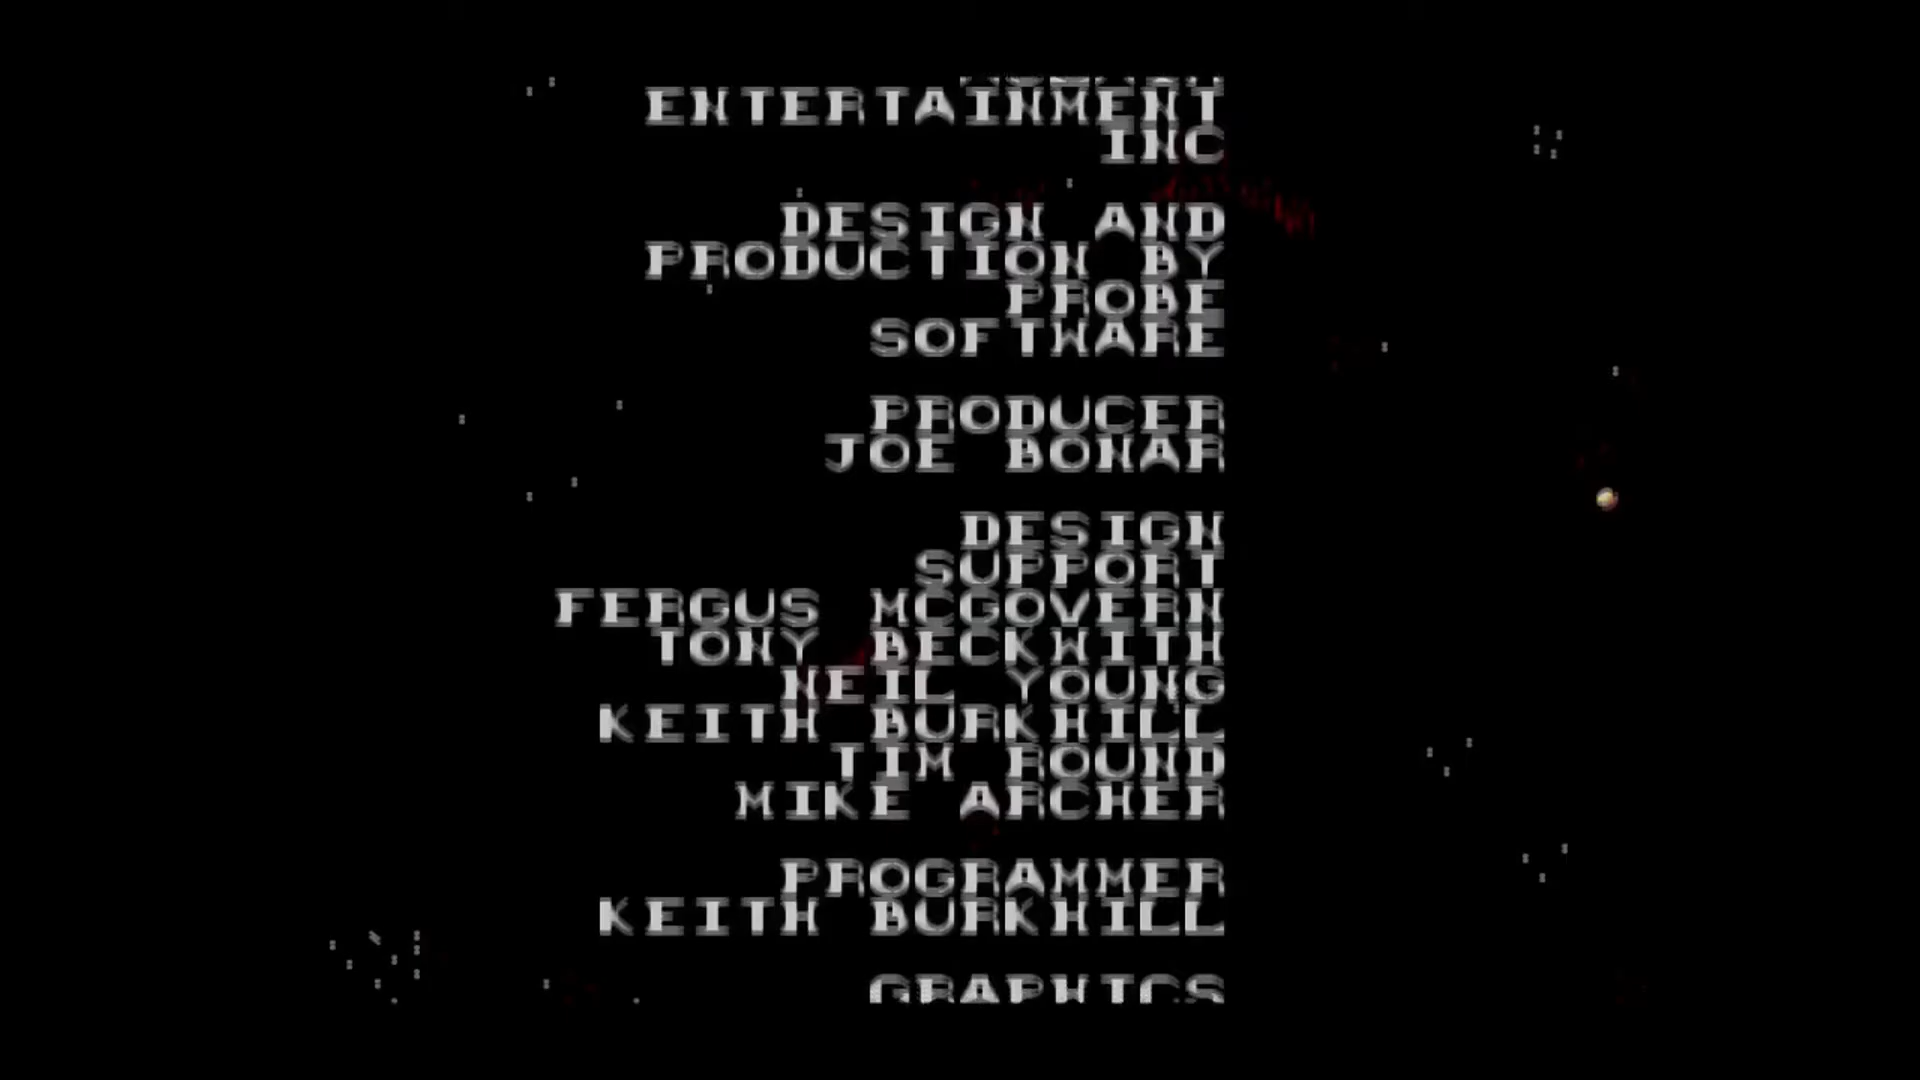 ENTERTAINMENT
INC
DESIGN AND
PRODUCTION BY
PROBE
SOFTWARE
PRODUCER
JOE BONAR
DESIGN
SUPPORT
FERGUS MCGOVERN
TONY BECKWITH
NEIL YOUNG
KEITH BURKHILL
TIM ROUND
MIKE ARCHER
PROGRAMMER
KEITH BURKHILL
GRAPHICS